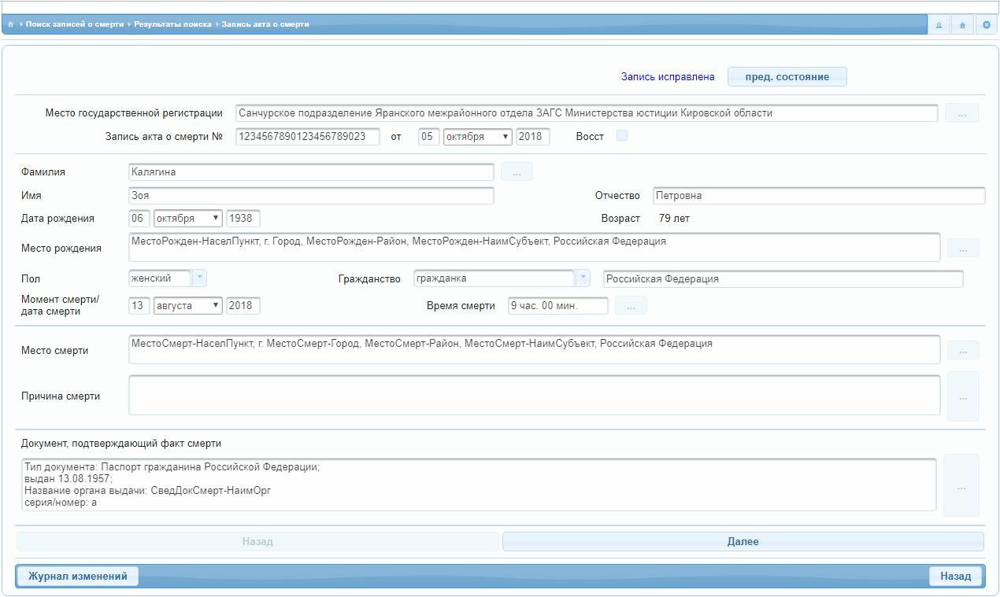 Поиск записей о смерти Результаты поиска Запись акта о смерти
Запись исправлена пред. состояние
Место государственной регистрации Санчурское подразделение Яранского межрайонного отдела ЗАГС Министерства юстиции Кировской области ...
Запись акта о смерти № 1234567890123456789023 от 05 октября 2018 Восст
Фамилия Калягина ...
Имя Зоя Отчество Петровна
Дата рождения 06 октября 1938 Возраст 79 лет
Место рождения МестоРожден-НаселПункт, г. Город, МестоРожден-Район, МестоРожден-НаимСубъект, Российская Федерация ...
Пол женский Гражданство гражданка Российская Федерация
Момент смерти/
дата смерти 13 августа 2018 Время смерти 9 час. 00 мин. ...
Место смерти МестоСмерт-НаселПункт, г. МестоСмерт-Город, МестоСмерт-Район, МестоСмерт-НаимСубъект, Российская Федерация ...
Причина смерти ...
Документ, подтверждающий факт смерти
Тип документа: Паспорт гражданина Российской Федерации;
выдан 13.08.1957;
Название органа выдачи: СведДокСмерт-НаимОрг
серия/номер: а
...
Назад Далее
Журнал изменений Назад